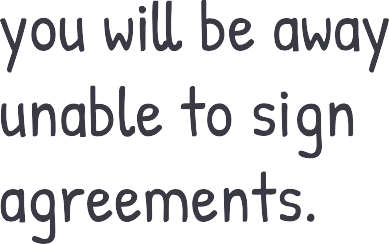 you will be away
unable to sign
agreements.